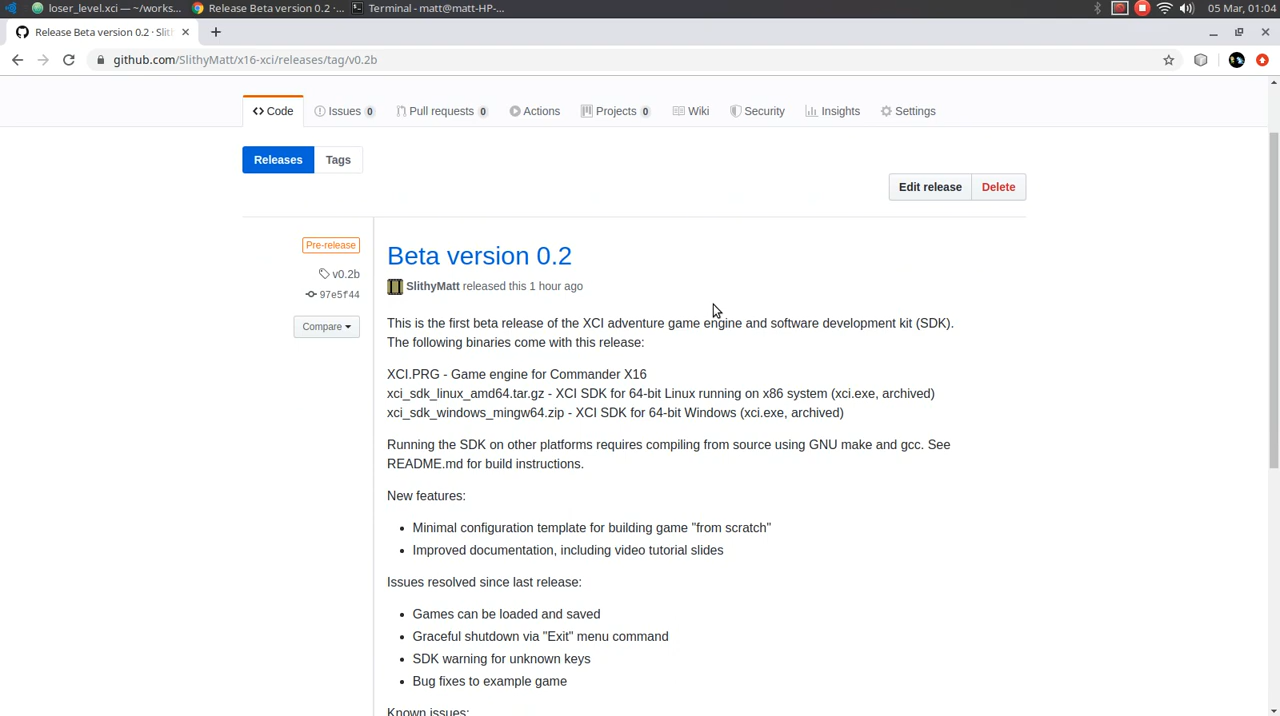 loser_level.xci — ~/works...
Release Beta version 0.2 ·...
Terminal - matt@matt-HP-...
05 Mar, 01:04
Release Beta version 0.2 · Slith
github.com/SlithyMatt/x16-xci/releases/tag/v0.2b
Code
Issues 0
Pull requests 0
Actions
Projects 0
Wiki
Security
Insights
Settings
Releases
Tags
Edit release
Delete
Pre-release
v0.2b
97e5f44
Compare
Beta version 0.2
SlithyMatt released this 1 hour ago
This is the first beta release of the XCI adventure game engine and software development kit (SDK).
The following binaries come with this release:
XCI.PRG - Game engine for Commander X16
xci_sdk_linux_amd64.tar.gz - XCI SDK for 64-bit Linux running on x86 system (xci.exe, archived)
xci_sdk_windows_mingw64.zip - XCI SDK for 64-bit Windows (xci.exe, archived)
Running the SDK on other platforms requires compiling from source using GNU make and gcc. See
README.md for build instructions.
New features:
Minimal configuration template for building game "from scratch"
Improved documentation, including video tutorial slides
Issues resolved since last release:
Games can be loaded and saved
Graceful shutdown via "Exit" menu command
SDK warning for unknown keys
Bug fixes to example game
Known issues: